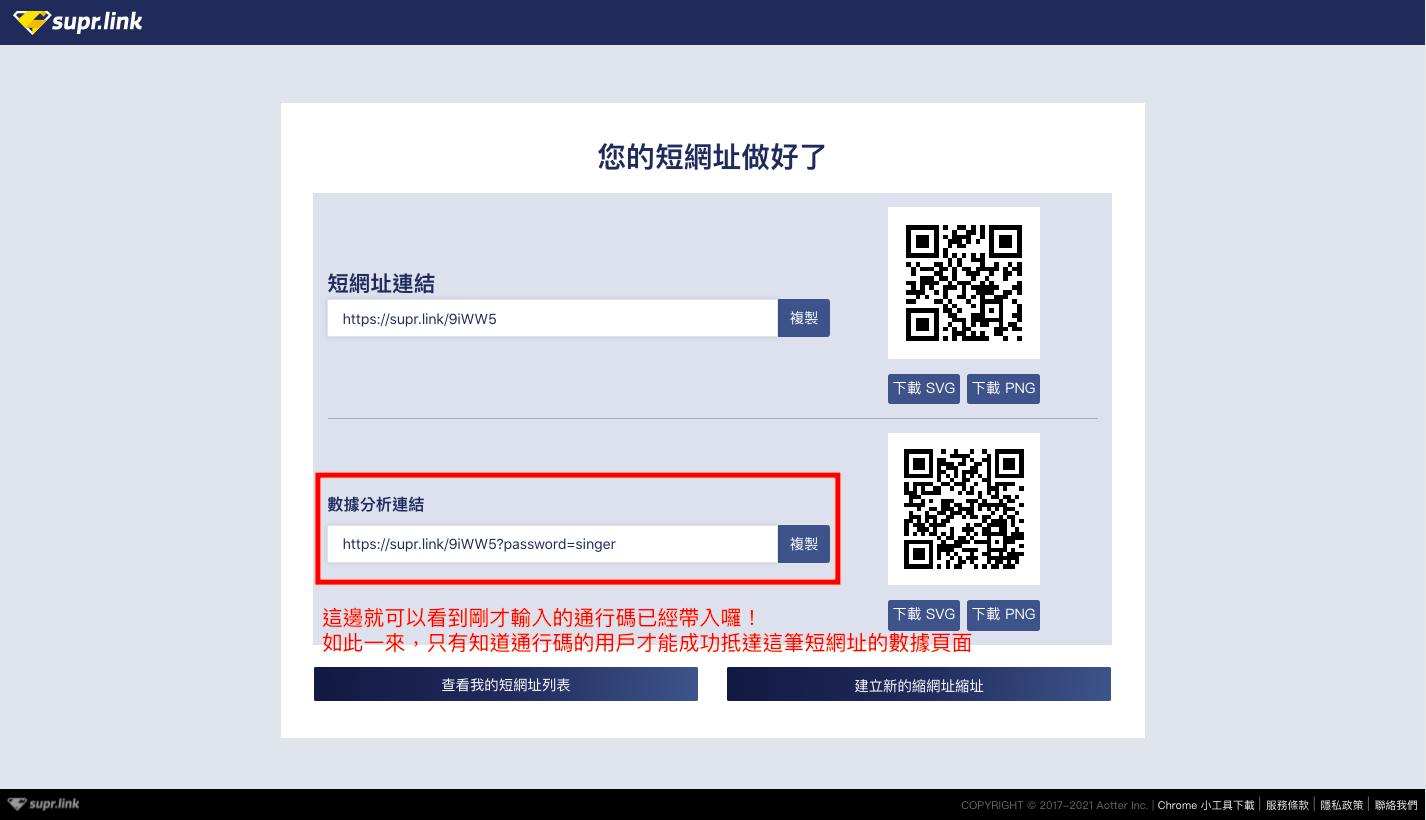 supr.link
您的短網址做好了
短網址連結
https://supr.link/9iWW5
複製
下載 SVG
下載 PNG
數據分析連結
https://supr.link/9iWW5?password=singer
複製
下載 SVG
下載 PNG
這邊就可以看到剛才輸入的通行碼已經帶入囉！
如此一來，只有知道通行碼的用戶才能成功抵達這筆短網址的數據頁面
查看我的短網址列表
建立新的縮網址縮址
supr.link
COPYRIGHT © 2017-2021 Aotter Inc. | Chrome 小工具下載 | 服務條款 | 隱私政策 | 聯絡我們